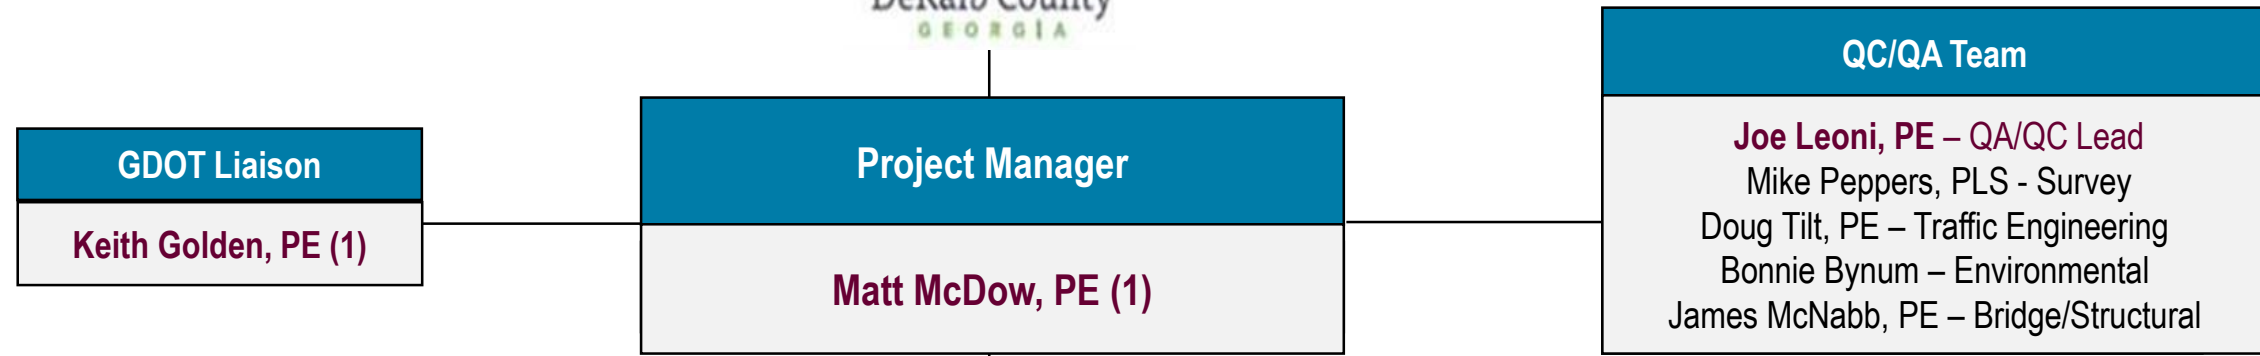 DeKalb County
GEORGIA
GDOT Liaison
Keith Golden, PE (1)
Project Manager
Matt McDow, PE (1)
QC/QA Team
Joe Leoni, PE – QA/QC Lead
Mike Peppers, PLS - Survey
Doug Tilt, PE – Traffic Engineering
Bonnie Bynum – Environmental
James McNabb, PE – Bridge/Structural